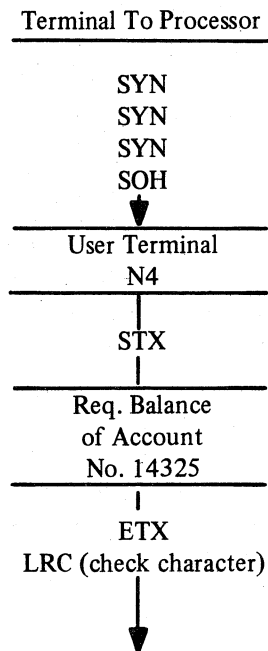 Terminal To Processor
SYN
SYN
SYN
SOH
User Terminal
N4
STX
Req. Balance
of Account
No. 14325
ETX
LRC (check character)